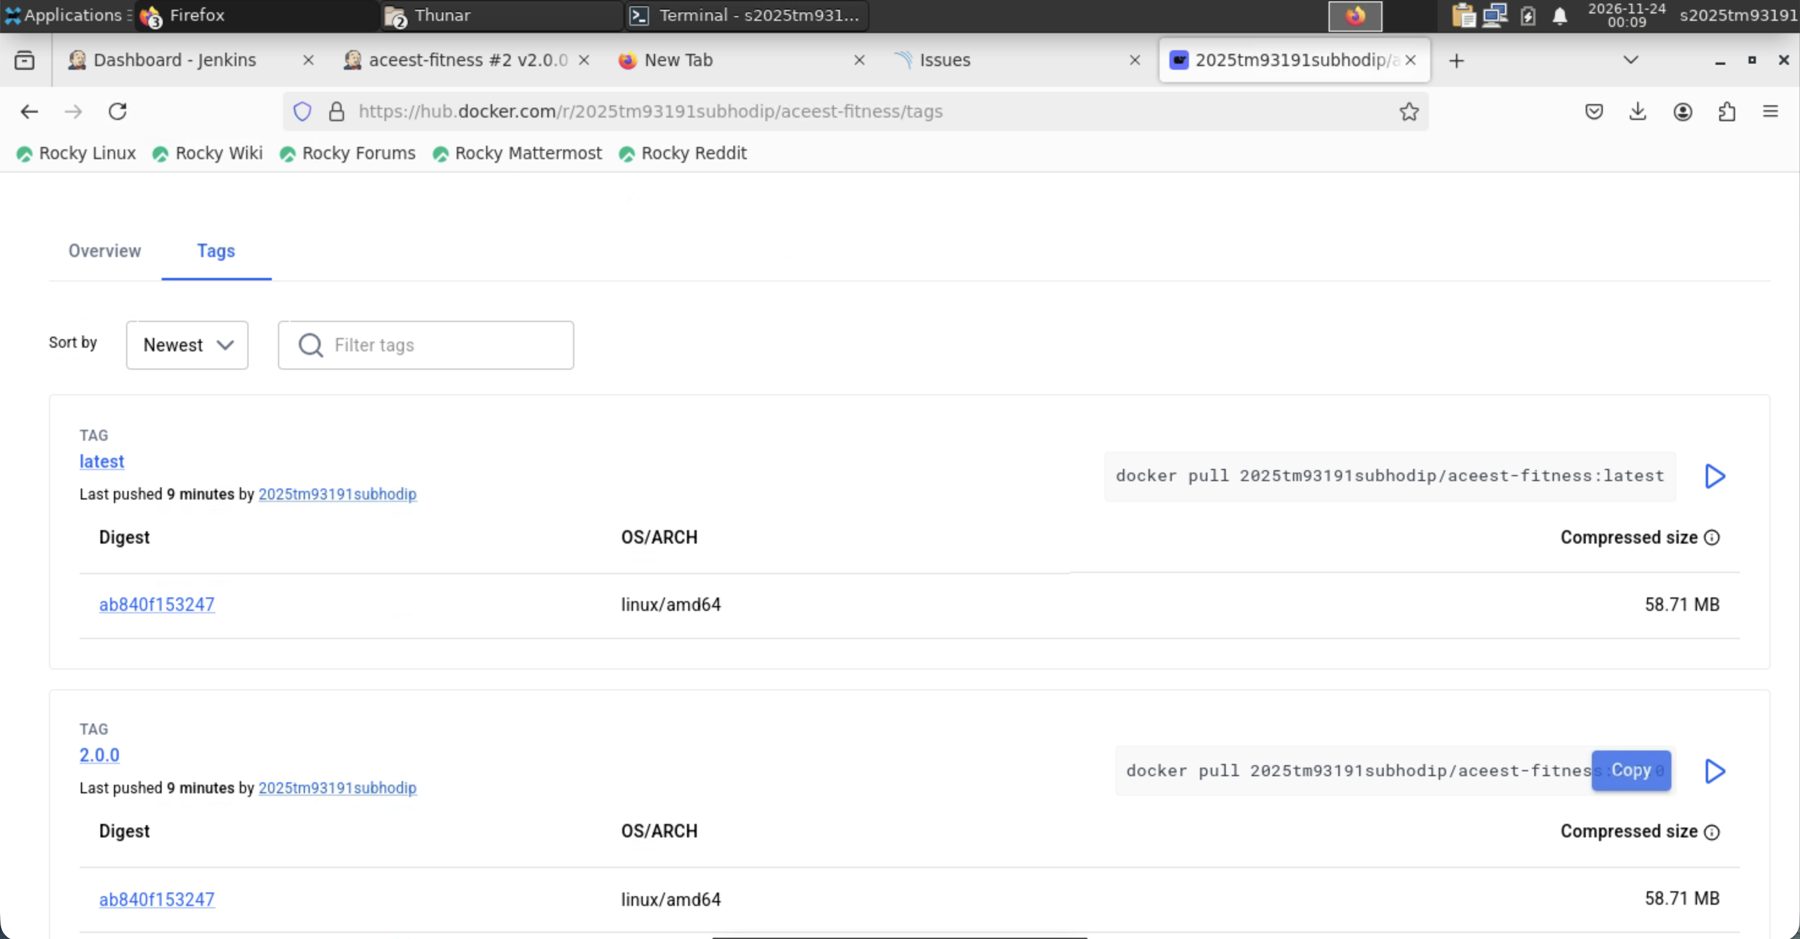 Applications
Firefox
Thunar
Terminal - s2025tm931...
2026-11-24
00:09
s2025tm93191
Dashboard - Jenkins
aceest-fitness #2 v2.0.0
New Tab
Issues
2025tm93191subhodip/a
https://hub.docker.com/r/2025tm93191subhodip/aceest-fitness/tags
Rocky Linux
Rocky Wiki
Rocky Forums
Rocky Mattermost
Rocky Reddit
Overview
Tags
Sort by
Newest
Filter tags
TAG
latest
Last pushed 9 minutes by 2025tm93191subhodip
docker pull 2025tm93191subhodip/aceest-fitness:latest
Digest
OS/ARCH
Compressed size
ab840f153247
linux/amd64
58.71 MB
TAG
2.0.0
Last pushed 9 minutes by 2025tm93191subhodip
docker pull 2025tm93191subhodip/aceest-fitness
Copy
Digest
OS/ARCH
Compressed size
ab840f153247
linux/amd64
58.71 MB